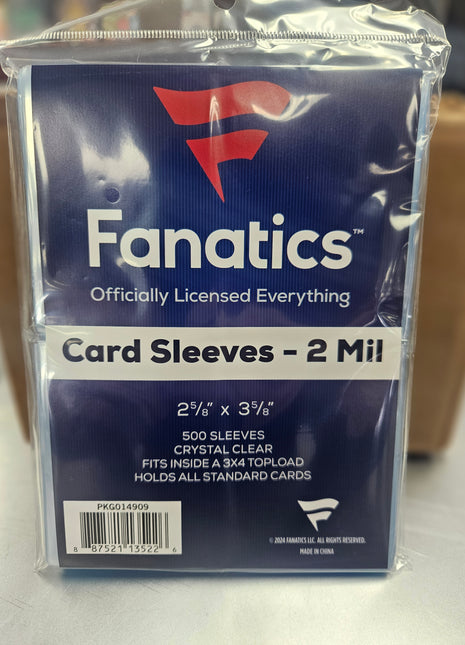 Fanatics™
Officially Licensed Everything
Card Sleeves - 2 Mil
2⅝" x 3⅝"
500 SLEEVES
CRYSTAL CLEAR
FITS INSIDE A 3X4 TOPLOAD
HOLDS ALL STANDARD CARDS
PKG014909
8 87521 13522 6
© 2024 FANATICS LLC. ALL RIGHTS RESERVED.
MADE IN CHINA